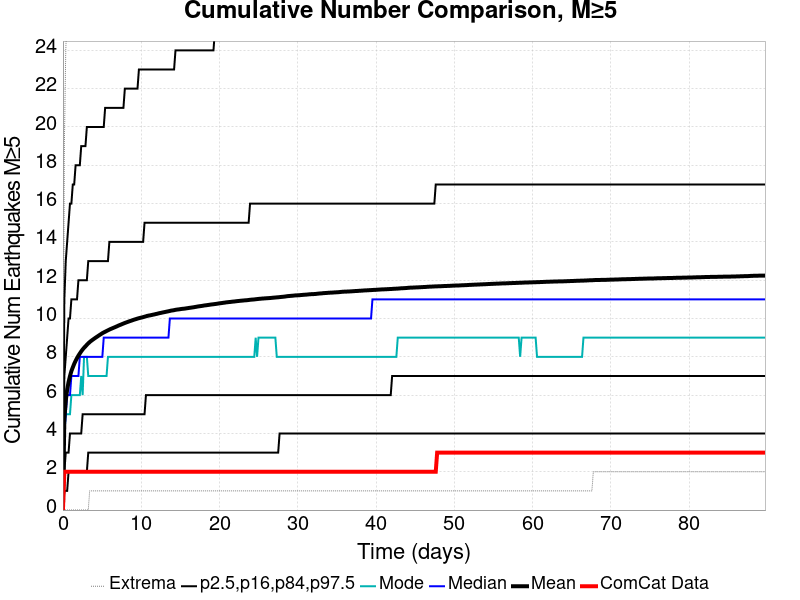 Cumulative Number Comparison, M≥5
Cumulative Num Earthquakes M≥5
24
22
20
18
16
14
12
10
8
6
4
2
0
0 10 20 30 40 50 60 70 80
Time (days)
Extrema p2.5,p16,p84,p97.5 Mode Median Mean ComCat Data